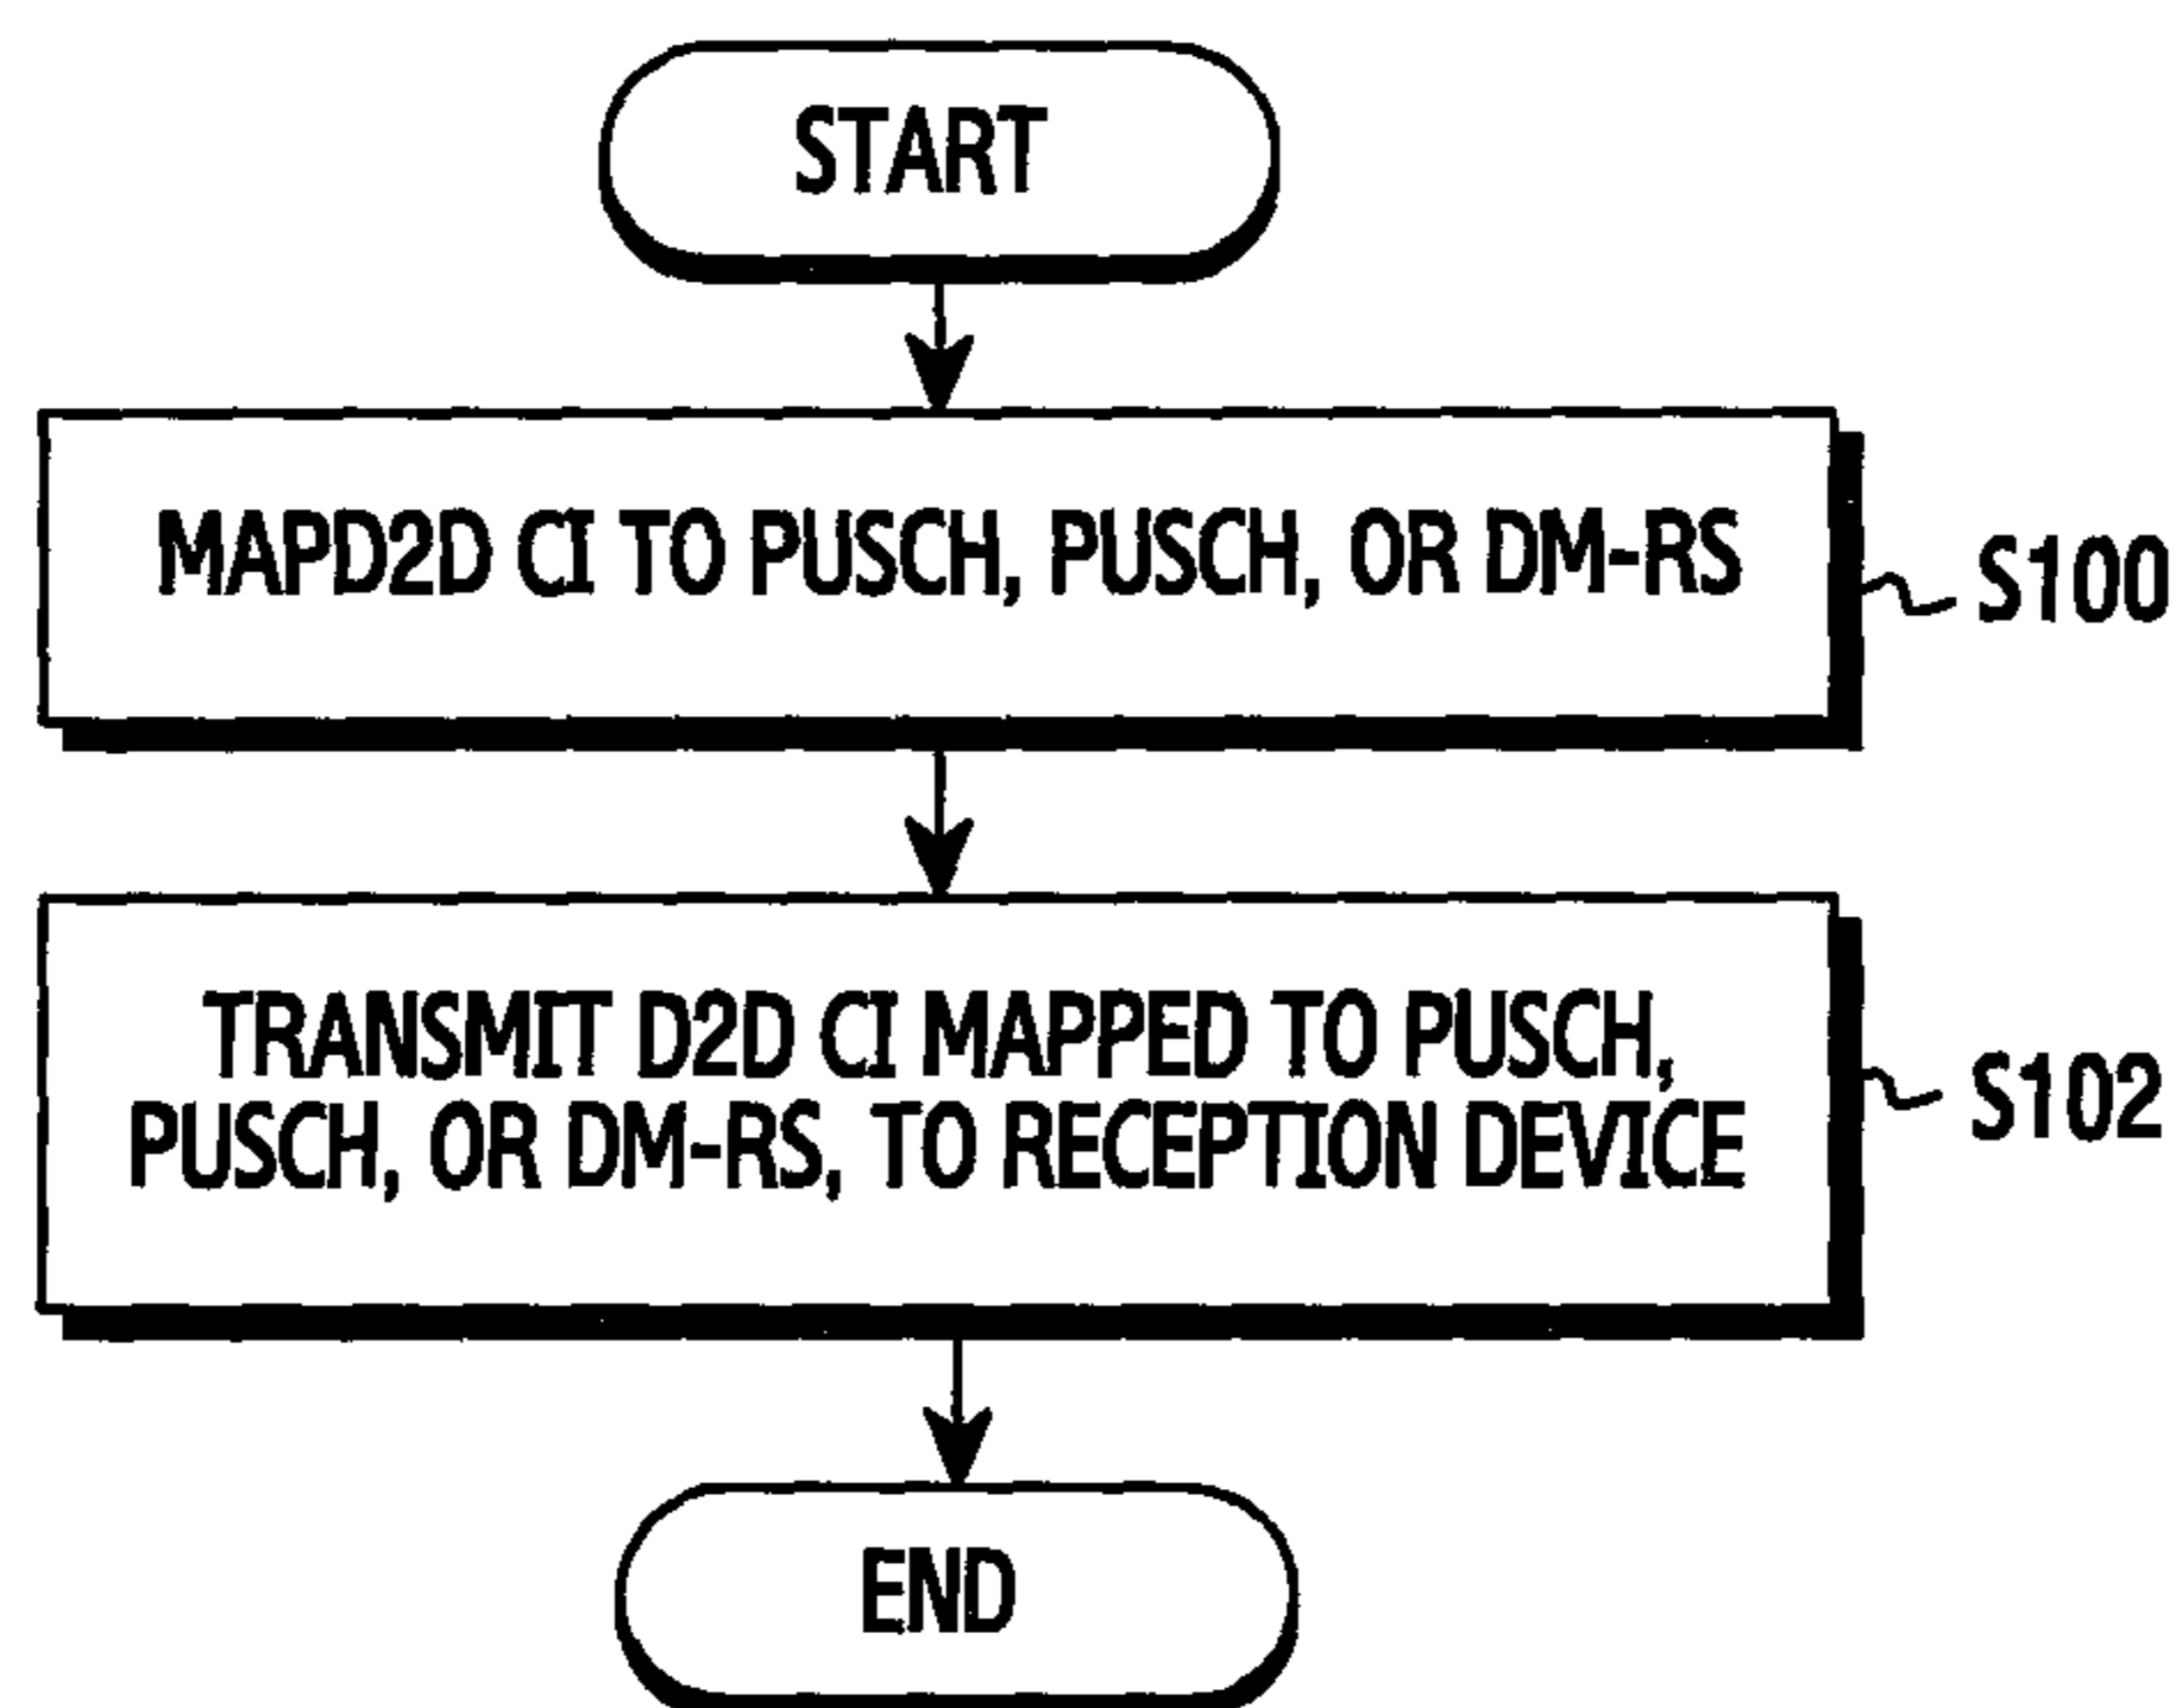 START
MAPD2D CI TO PUSCH, PUSCH, OR DM-RS
S100
TRANSMIT D2D CI MAPPED TO PUSCH,
PUSCH, OR DM-RS, TO RECEPTION DEVICE
S102
END